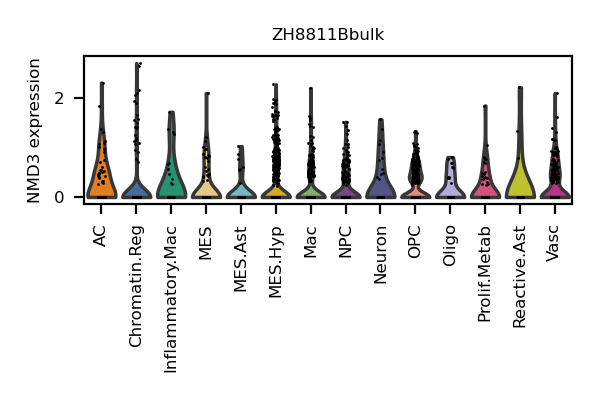 ZH8811Bbulk
NMD3 expression
2
0
AC
Chromatin.Reg
Inflammatory.Mac
MES
MES.Ast
MES.Hyp
Mac
NPC
Neuron
OPC
Oligo
Prolif.Metab
Reactive.Ast
Vasc